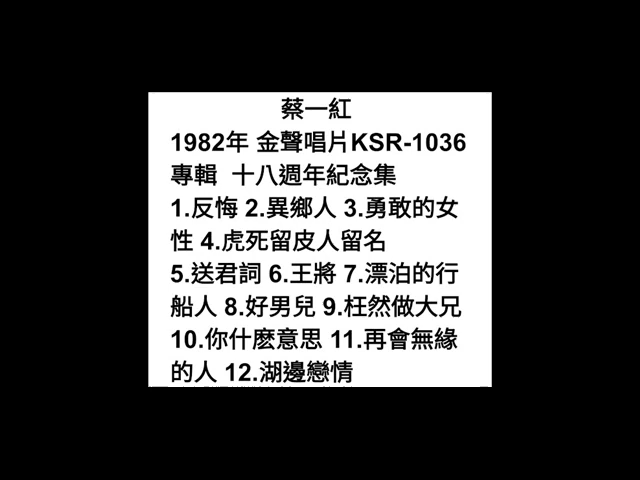 蔡一紅
1982年 金聲唱片KSR-1036
專輯 十八週年紀念集
1.反悔 2.異鄉人 3.勇敢的女
性 4.虎死留皮人留名
5.送君詞 6.王將 7.漂泊的行
船人 8.好男兒 9.枉然做大兄
10.你什麼意思 11.再會無緣
的人 12.湖邊戀情